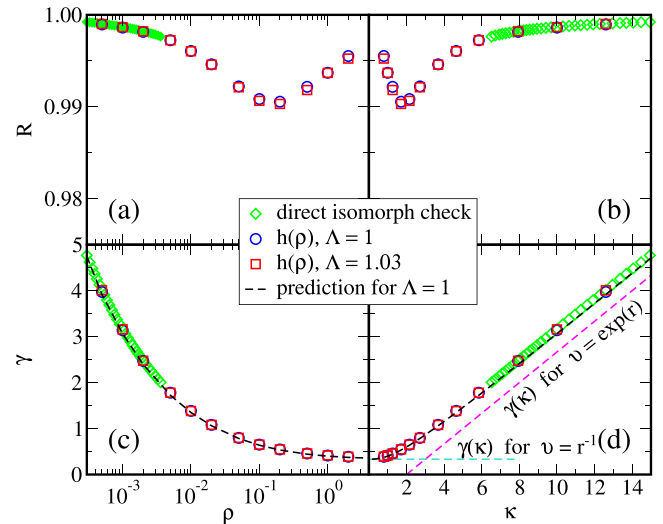 1.00
0.99
0.98
R
(a)
(b)
direct isomorph check
h(ρ), Λ = 1
h(ρ), Λ = 1.03
prediction for Λ = 1
5
4
3
2
1
0
γ
(c)
(d)
γ(κ) for υ = exp(r)
γ(κ) for υ = r⁻¹
10⁻³ 10⁻² 10⁻¹ 10⁰
2 4 6 8 10 12 14
ρ
κ